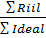 ∑ Riil
∑ Ideal